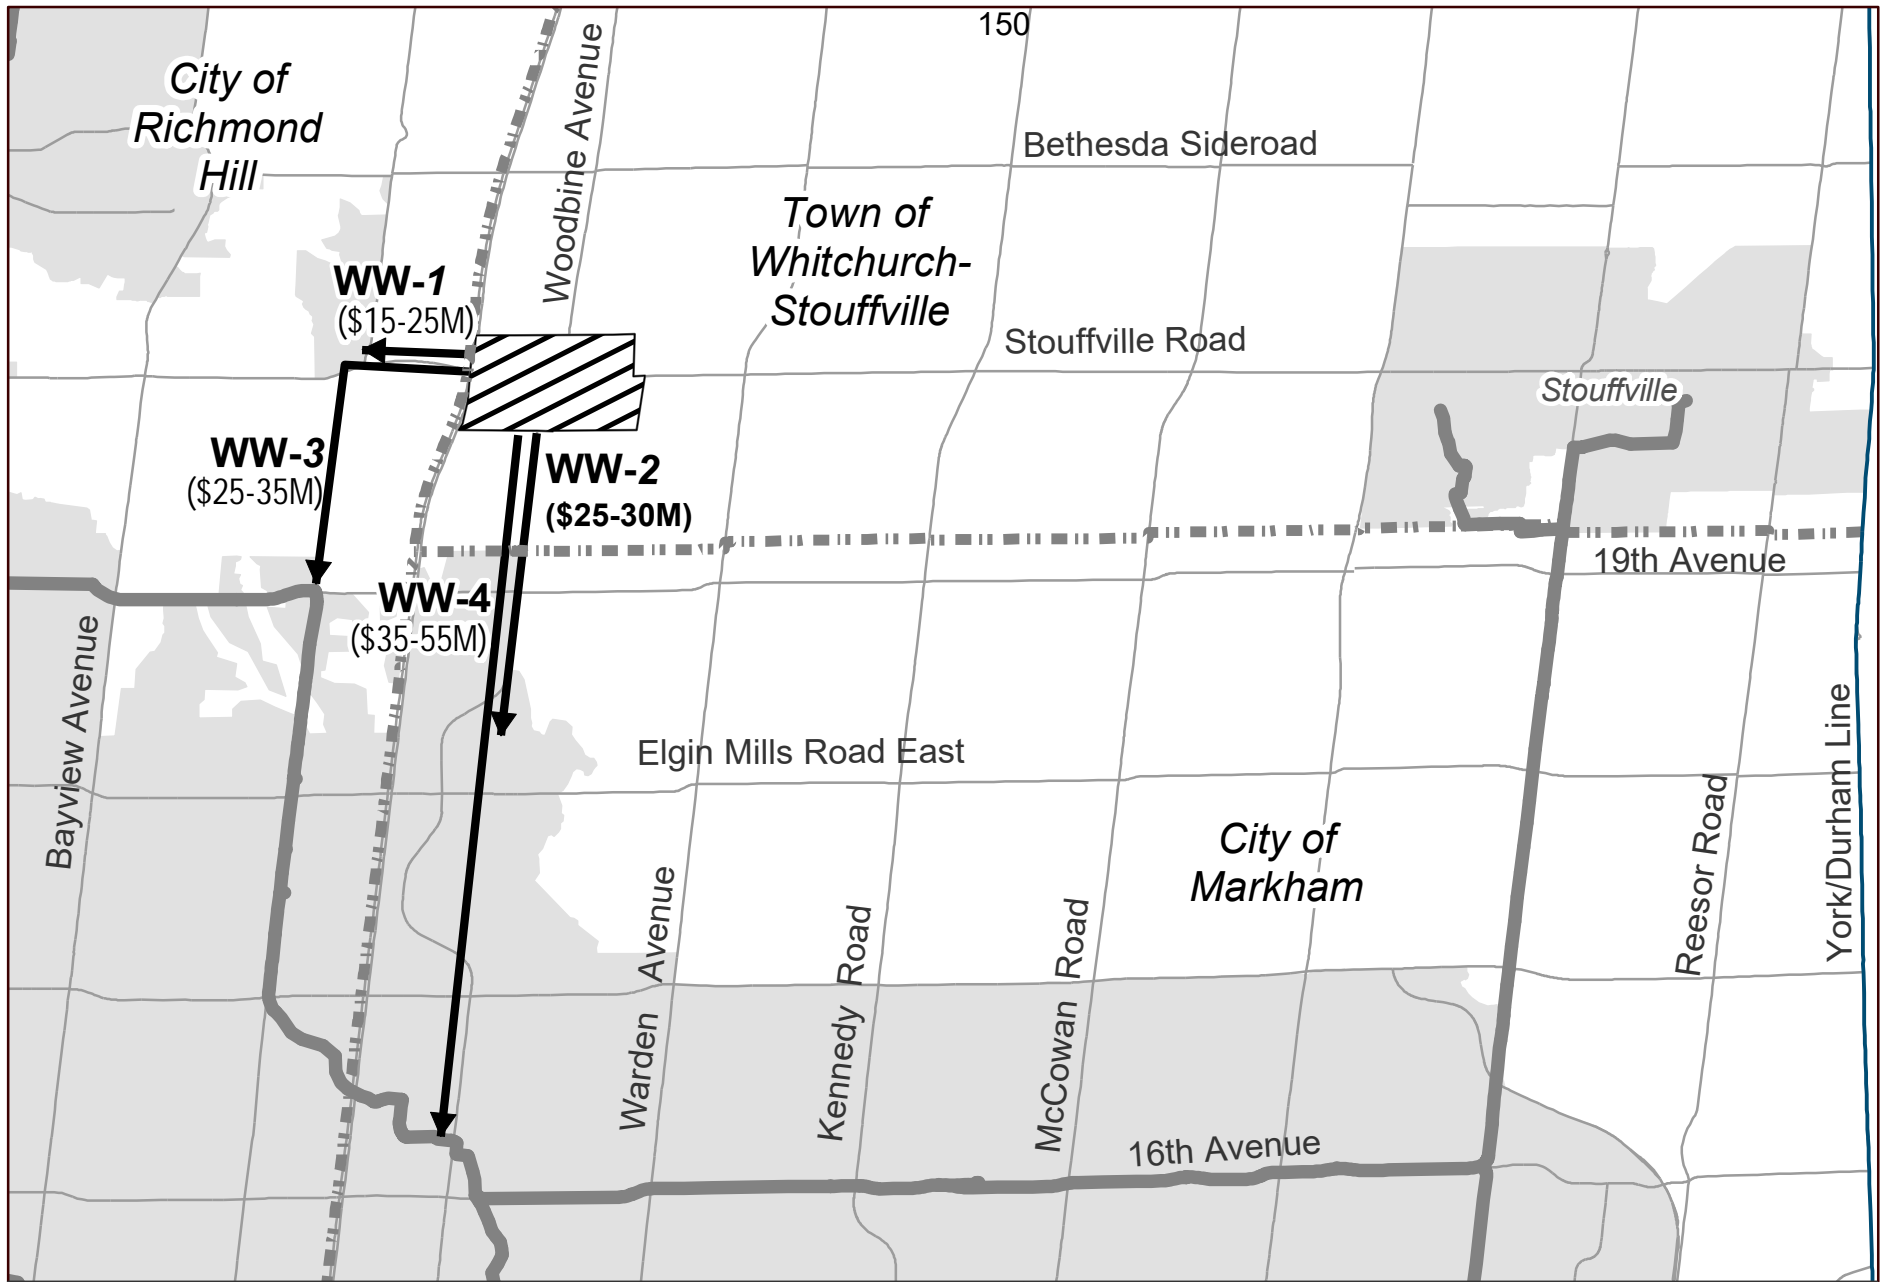 150
City of
Richmond
Hill
Woodbine Avenue
Bethesda Sideroad
Town of
Whitchurch-
Stouffville
WW-1
($15-25M)
Stouffville Road
Stouffville
WW-3
($25-35M)
WW-2
($25-30M)
19th Avenue
WW-4
($35-55M)
Bayview Avenue
Elgin Mills Road East
City of
Markham
Warden Avenue
Kennedy Road
McCowan Road
Reesor Road
York/Durham Line
16th Avenue